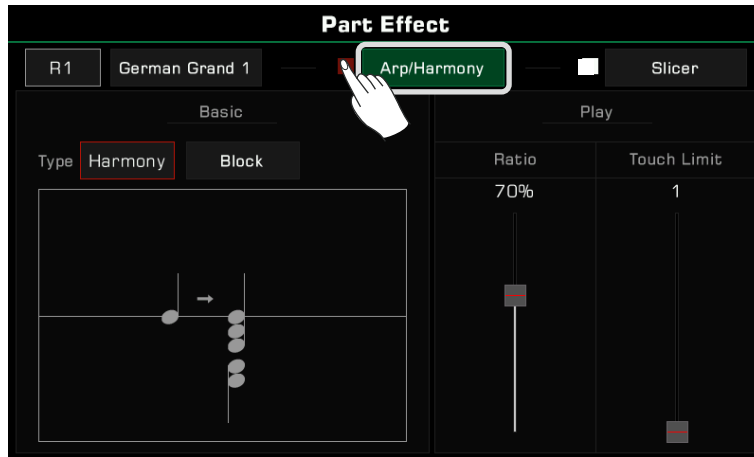 Part Effect
R1 German Grand 1 Arp/Harmony Slicer
Basic Play
Type Harmony Block Ratio Touch Limit
70% 1